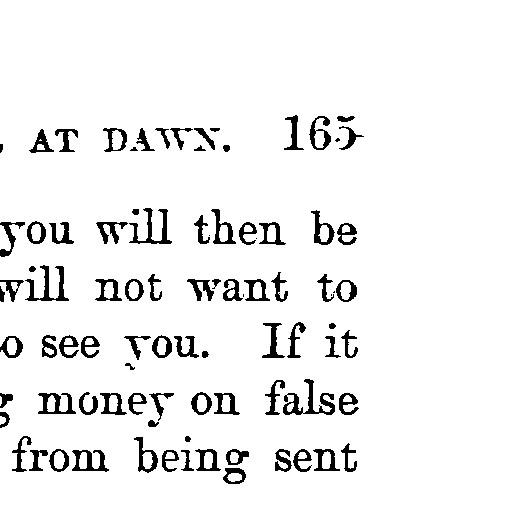 , AT DAWN. 165
you will then be
will not want to
to see you. If it
g money on false
from being sent